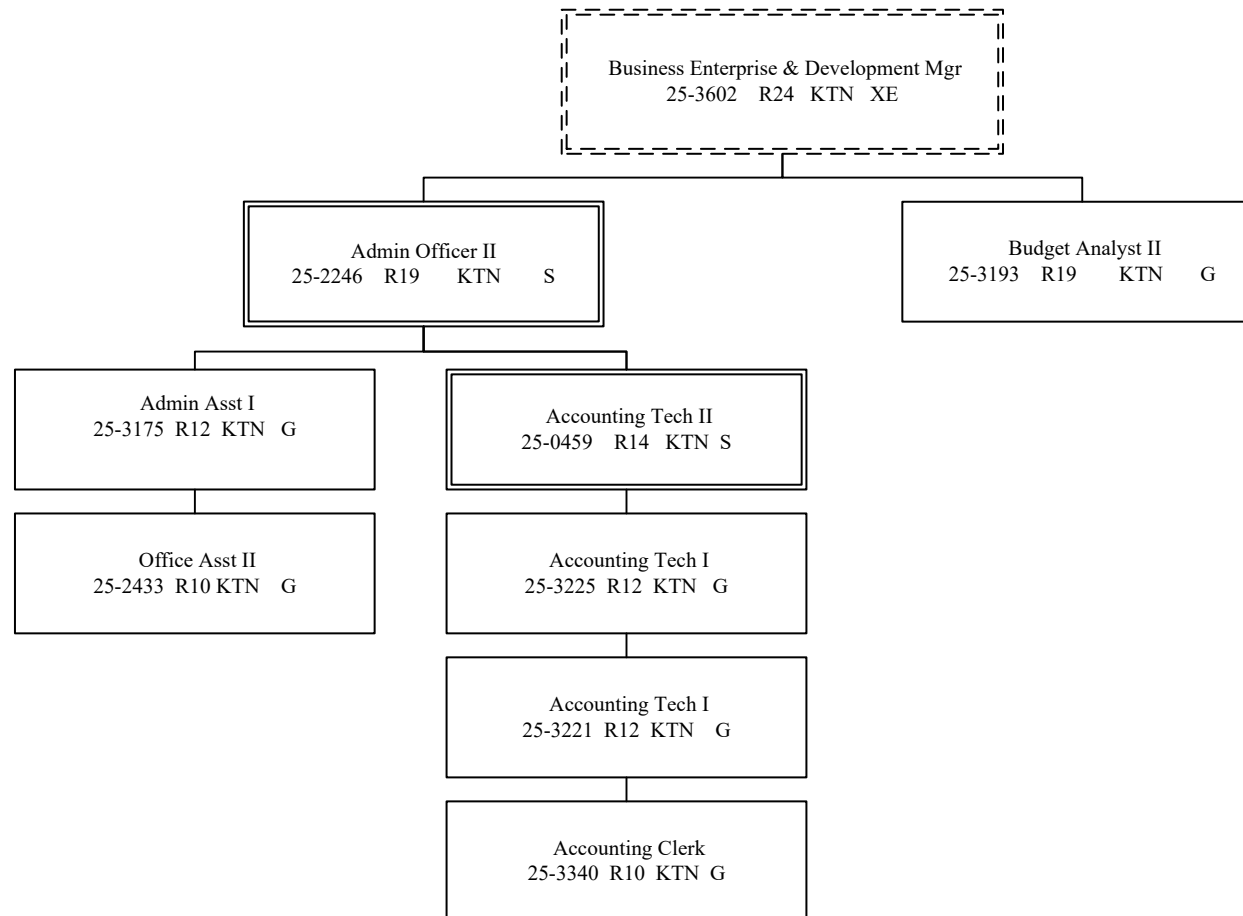 Business Enterprise & Development Mgr
25-3602 R24 KTN XE
Admin Officer II
25-2246 R19 KTN S
Budget Analyst II
25-3193 R19 KTN G
Admin Asst I
25-3175 R12 KTN G
Accounting Tech II
25-0459 R14 KTN S
Office Asst II
25-2433 R10 KTN G
Accounting Tech I
25-3225 R12 KTN G
Accounting Tech I
25-3221 R12 KTN G
Accounting Clerk
25-3340 R10 KTN G